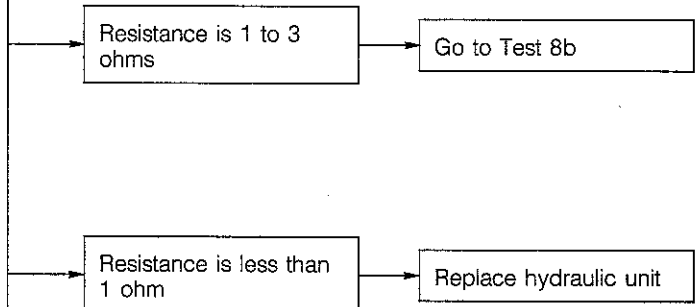 Resistance is 1 to 3
ohms
Go to Test 8b
Resistance is less than
1 ohm
Replace hydraulic unit